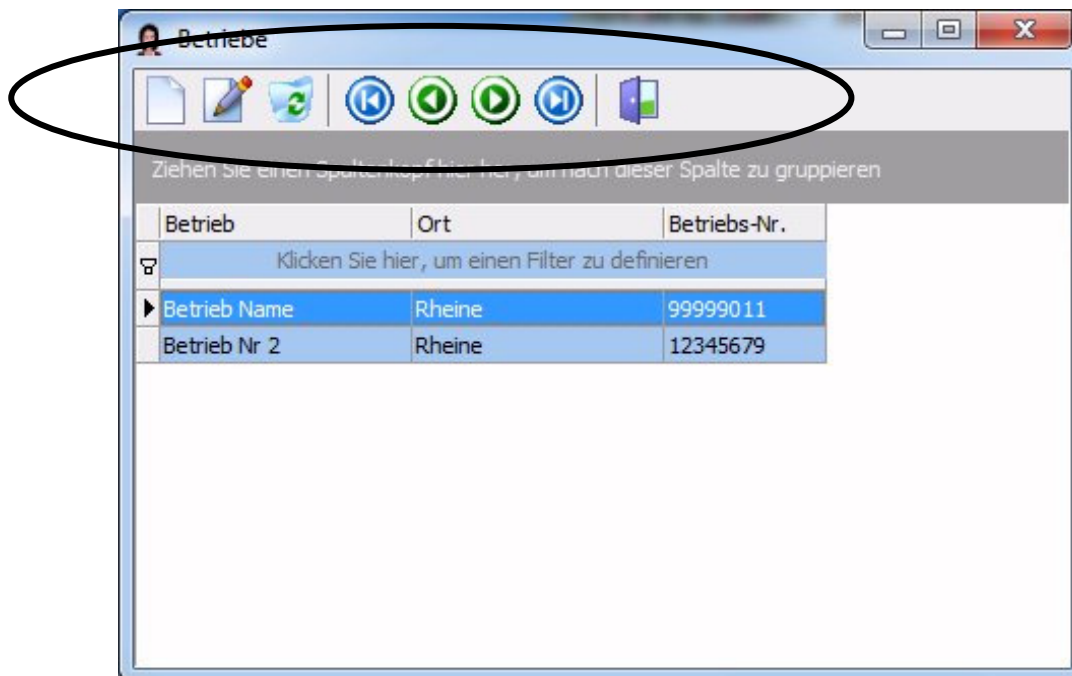 Betriebe
Ziehen Sie einen Spaltenkopf hier her, um nach dieser Spalte zu gruppieren
Betrieb Ort Betriebs-Nr.
Klicken Sie hier, um einen Filter zu definieren
Betrieb Name Rheine 99999011
Betrieb Nr 2 Rheine 12345679